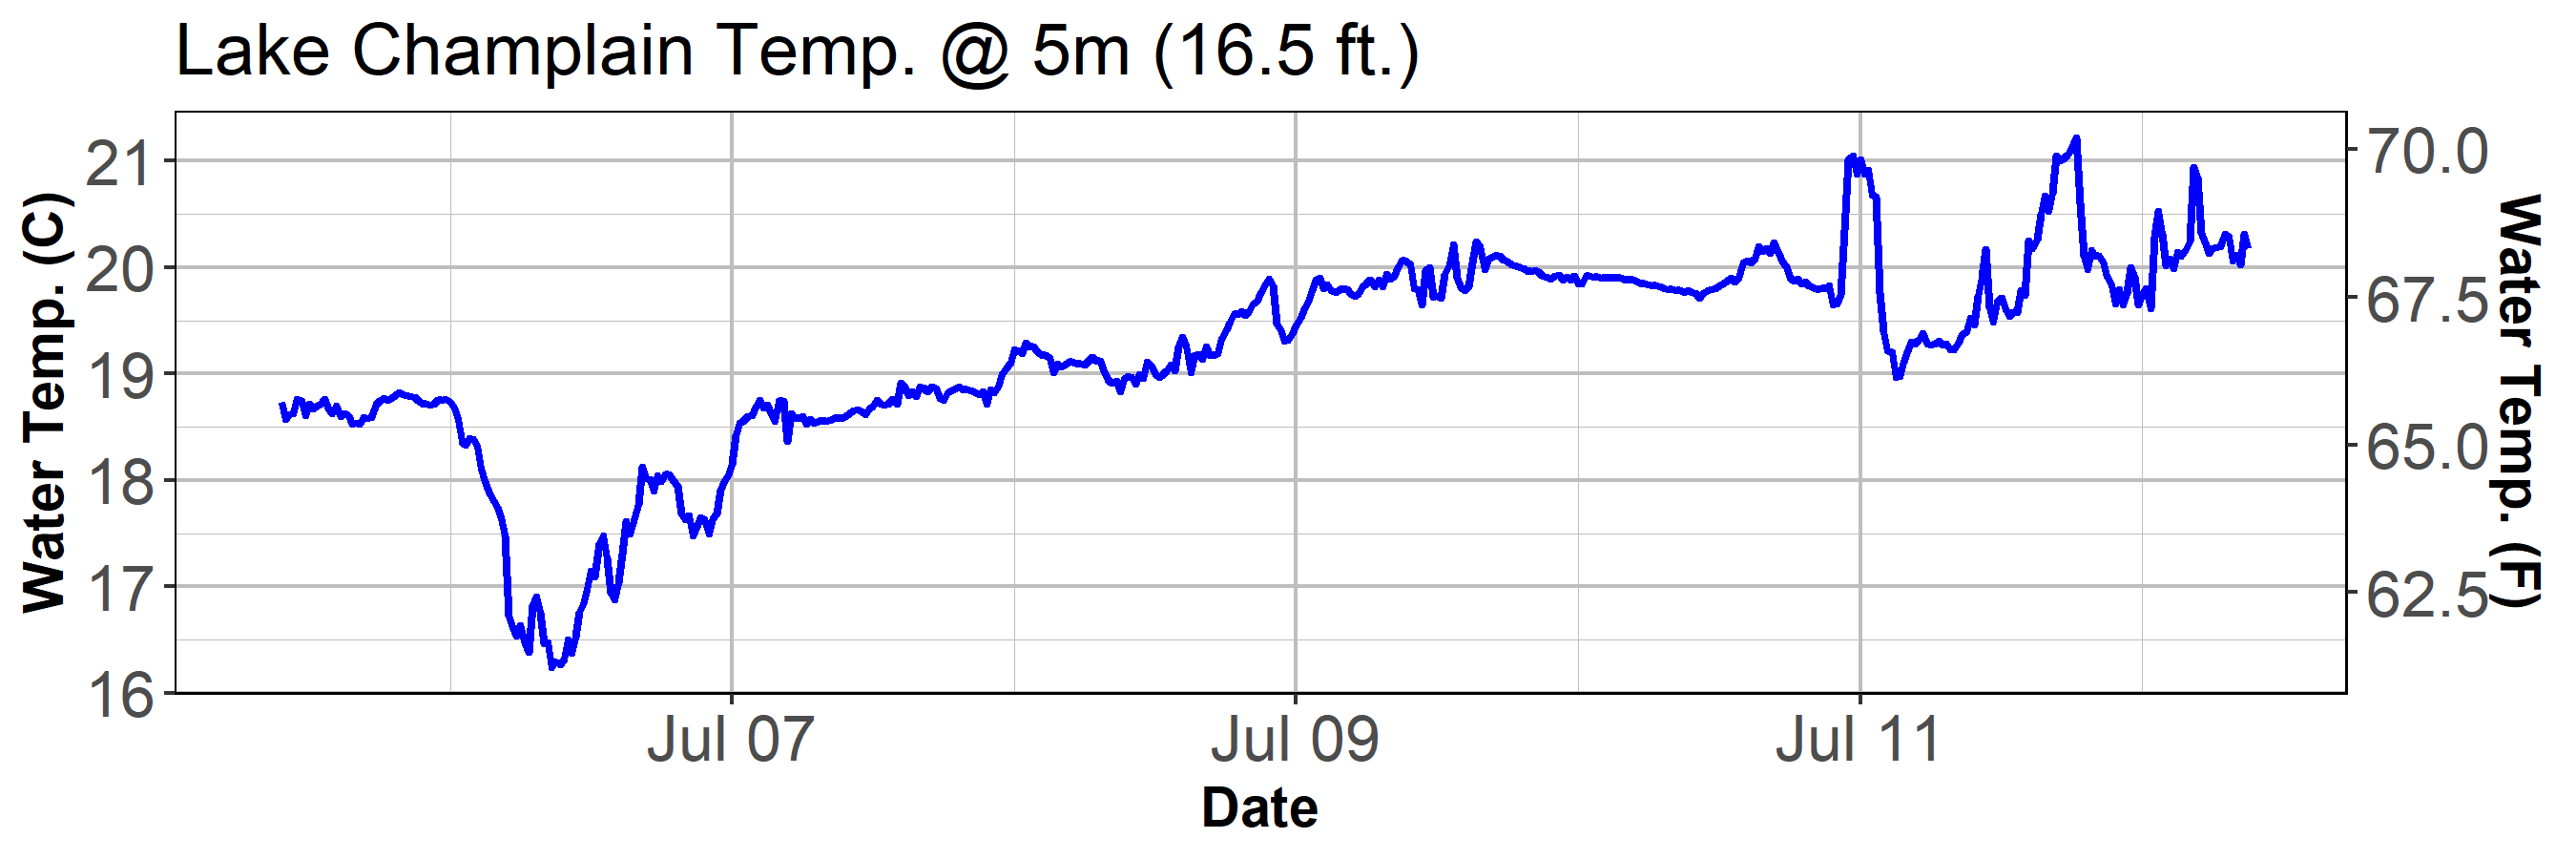 Lake Champlain Temp. @ 5m (16.5 ft.)
Water Temp. (C)
21
20
19
18
17
16
70.0
67.5
65.0
62.5
Water Temp. (F)
Jul 07
Jul 09
Jul 11
Date